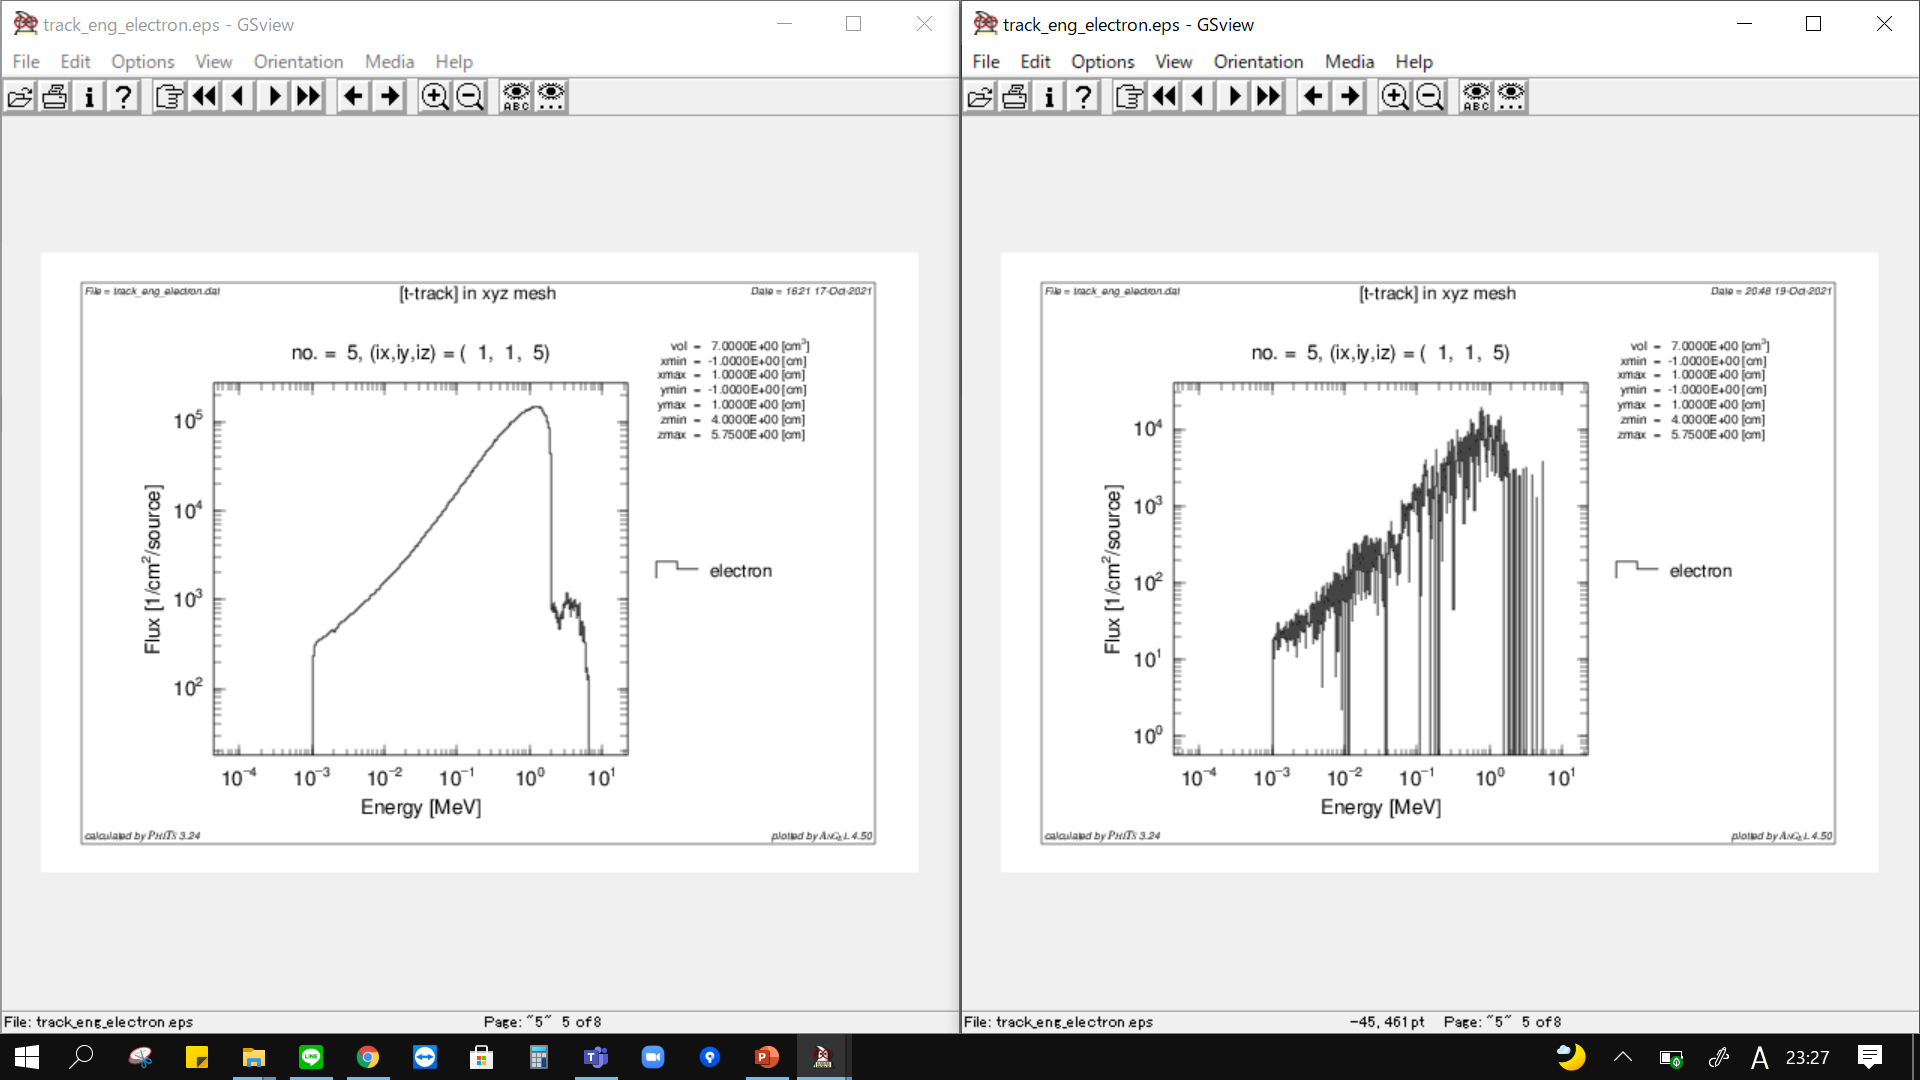 track_eng_electron.eps - GSview
File Edit Options View Orientation Media Help
File = track_eng_electron.dat
[t-track] in xyz mesh
Date = 16:21 17-Oct-2021
no. = 5, (ix,iy,iz) = ( 1, 1, 5)
vol = 7.0000E+00 [cm³]
xmin = -1.0000E+00 [cm]
xmax = 1.0000E+00 [cm]
ymin = -1.0000E+00 [cm]
ymax = 1.0000E+00 [cm]
zmin = 4.0000E+00 [cm]
zmax = 5.7500E+00 [cm]
10⁵
10⁴
10³
10²
Flux [1/cm²/source]
electron
10⁻⁴ 10⁻³ 10⁻² 10⁻¹ 10⁰ 10¹
Energy [MeV]
calculated by PHITS 3.24
plotted by ANGEL 4.50
File: track_eng_electron.eps
Page: "5" 5 of 8
track_eng_electron.eps - GSview
File Edit Options View Orientation Media Help
File = track_eng_electron.dat
[t-track] in xyz mesh
Date = 20:48 19-Oct-2021
no. = 5, (ix,iy,iz) = ( 1, 1, 5)
vol = 7.0000E+00 [cm³]
xmin = -1.0000E+00 [cm]
xmax = 1.0000E+00 [cm]
ymin = -1.0000E+00 [cm]
ymax = 1.0000E+00 [cm]
zmin = 4.0000E+00 [cm]
zmax = 5.7500E+00 [cm]
10⁴
10³
10²
10¹
10⁰
Flux [1/cm²/source]
electron
10⁻⁴ 10⁻³ 10⁻² 10⁻¹ 10⁰ 10¹
Energy [MeV]
calculated by PHITS 3.24
plotted by ANGEL 4.50
File: track_eng_electron.eps
-45, 461pt Page: "5" 5 of 8
A 23:27